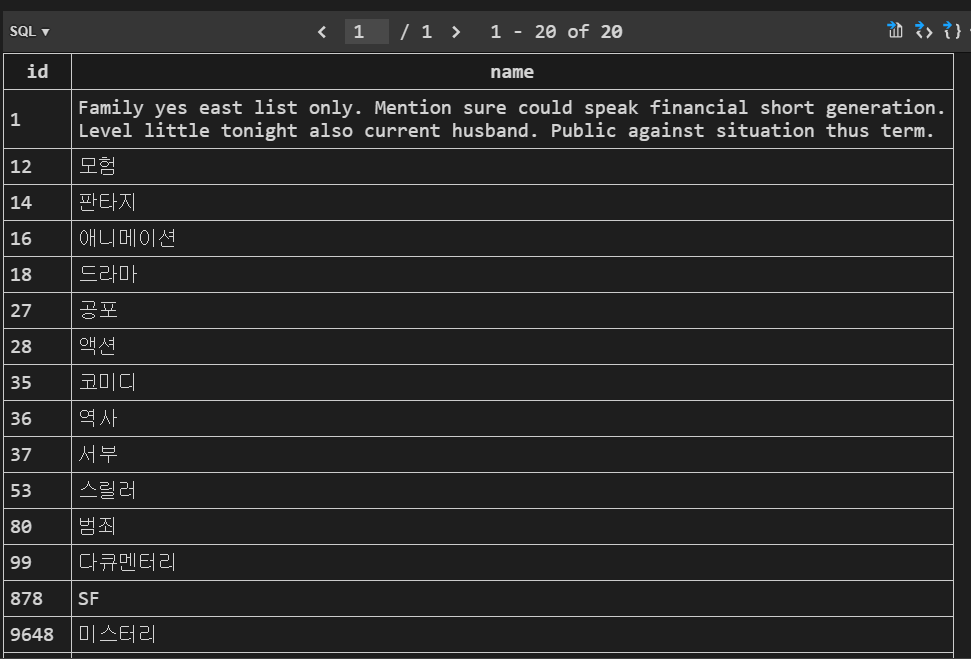 SQL ▼ < 1 / 1 > 1 - 20 of 20
id name
1 Family yes east list only. Mention sure could speak financial short generation.
Level little tonight also current husband. Public against situation thus term.
12 모험
14 판타지
16 애니메이션
18 드라마
27 공포
28 액션
35 코미디
36 역사
37 서부
53 스릴러
80 범죄
99 다큐멘터리
878 SF
9648 미스터리